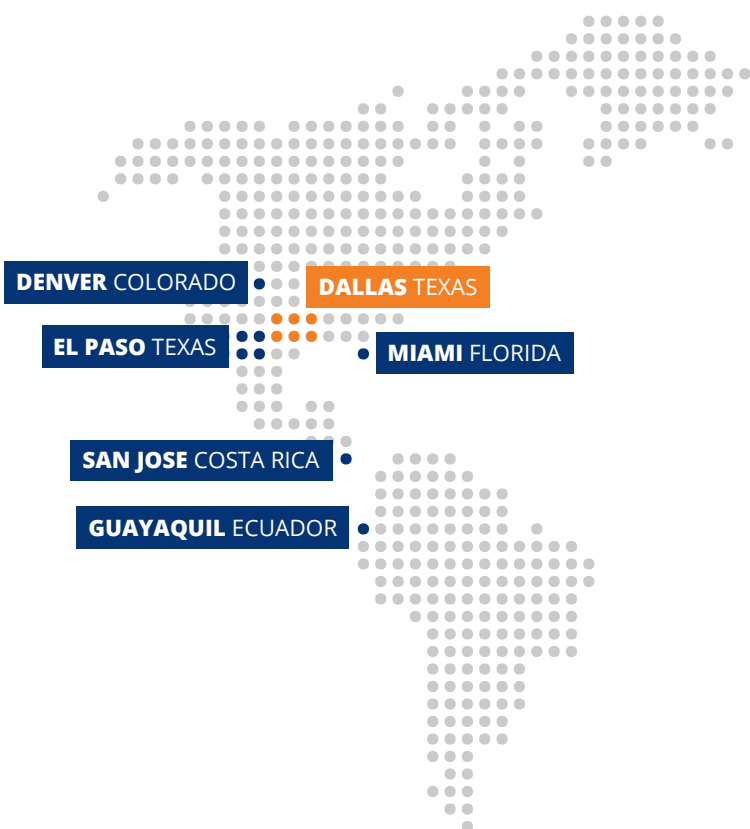 DENVER COLORADO
DALLAS TEXAS
EL PASO TEXAS
MIAMI FLORIDA
SAN JOSE COSTA RICA
GUAYAQUIL ECUADOR